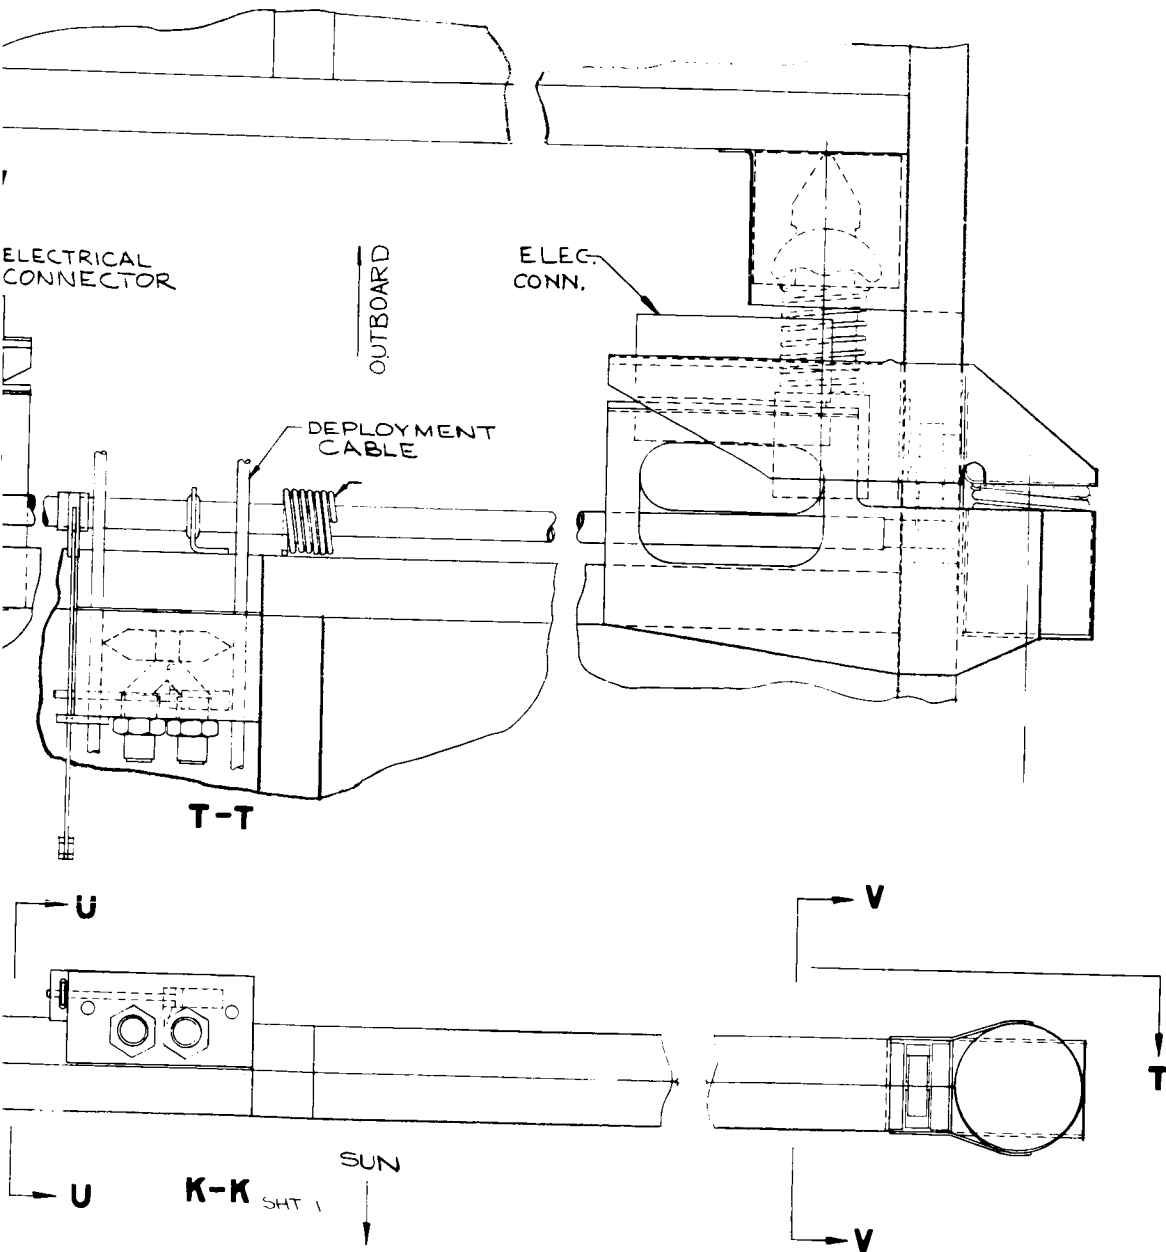 ELECTRICAL
CONNECTOR
OUTBOARD
ELEC.
CONN.
DEPLOYMENT
CABLE
T-T
U
V
T
SUN
U
K-K SHT 1
V